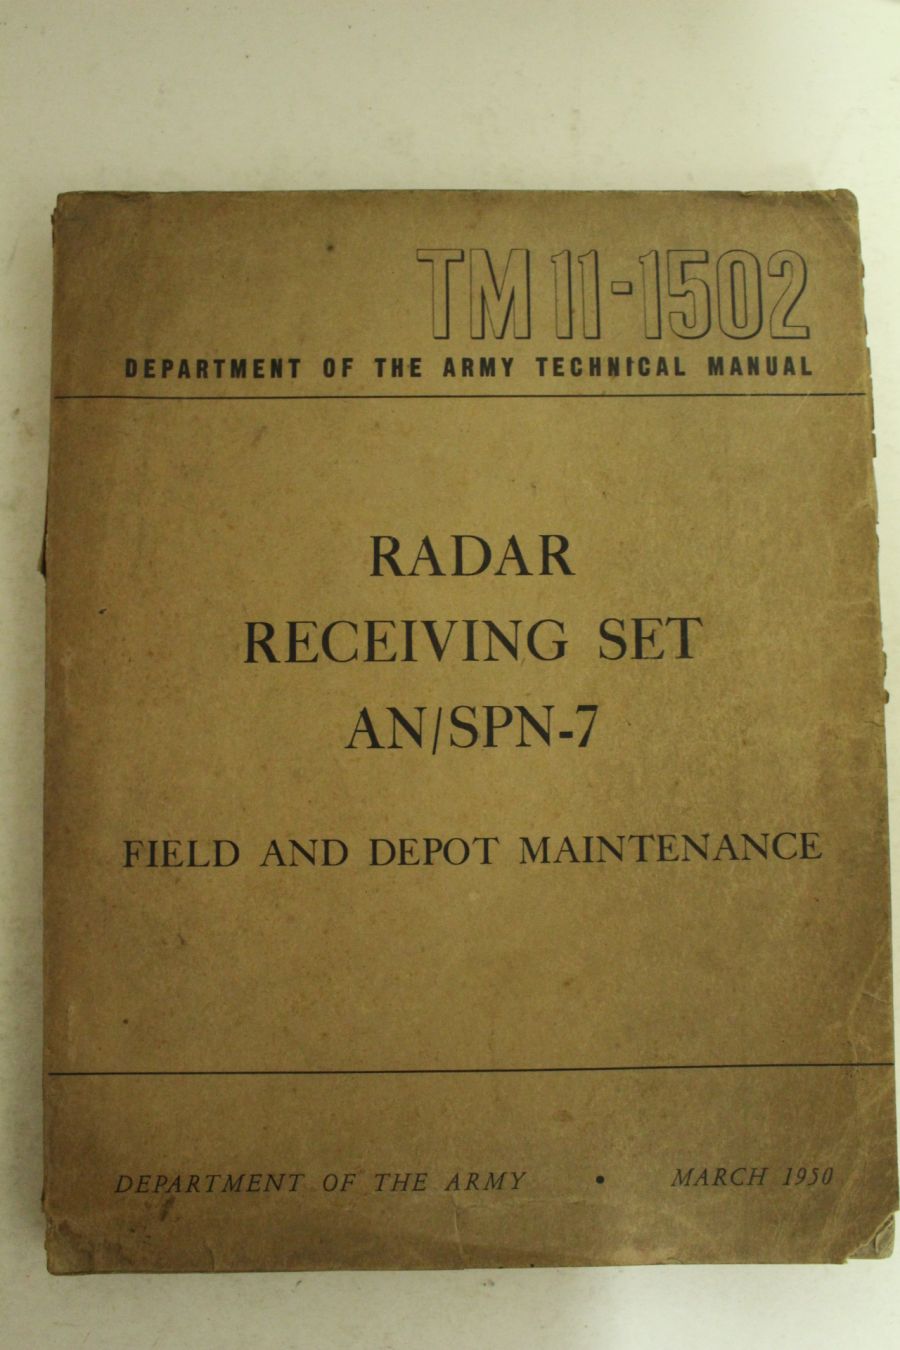 TM 11-1502
DEPARTMENT OF THE ARMY TECHNICAL MANUAL
RADAR
RECEIVING SET
AN/SPN-7
FIELD AND DEPOT MAINTENANCE
DEPARTMENT OF THE ARMY • MARCH 1950